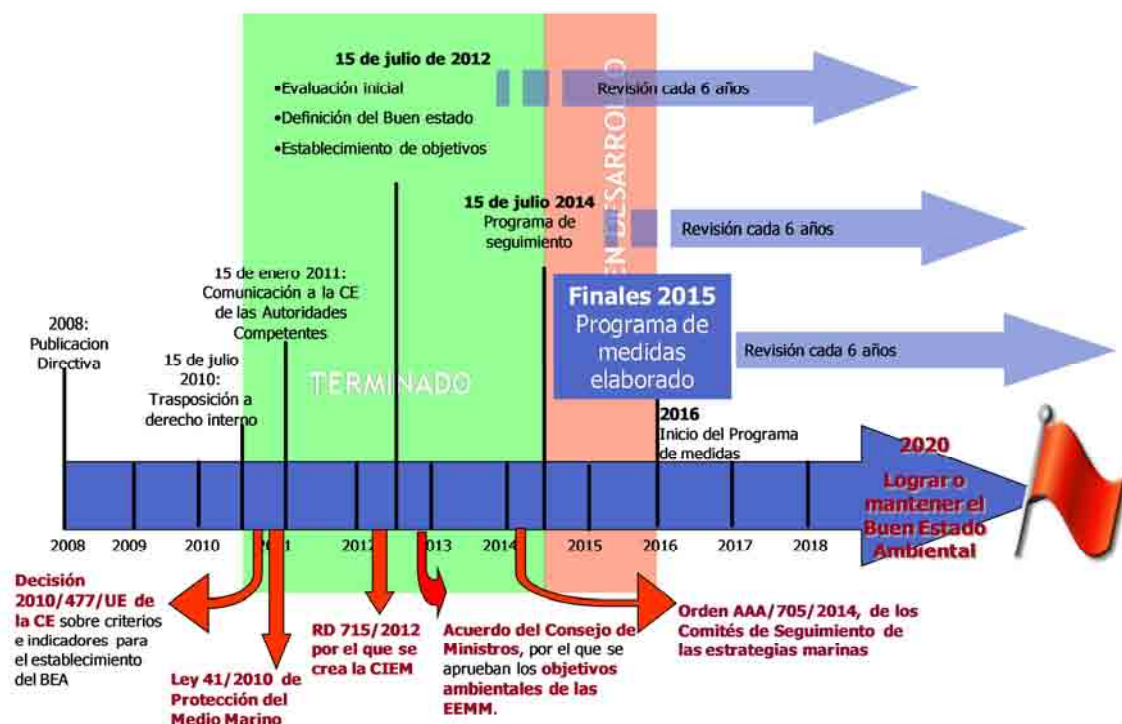 15 de julio de 2012
•Evaluación inicial
•Definición del Buen estado
•Establecimiento de objetivos
Revisión cada 6 años
EN DESARROLLO
15 de julio 2014
Programa de
seguimiento
Revisión cada 6 años
15 de enero 2011:
Comunicación a la CE
de las Autoridades
Competentes
Finales 2015
Programa de
medidas
elaborado
Revisión cada 6 años
2008:
Publicacion
Directiva
15 de julio
2010:
Trasposición a
derecho interno
TERMINADO
2016
Inicio del Programa
de medidas
2020
Lograr o
mantener el
Buen Estado
Ambiental
2008
2009
2010
2011
2012
2013
2014
2015
2016
2017
2018
Decisión
2010/477/UE de
la CE sobre criterios
e indicadores para
el establecimiento
del BEA
Ley 41/2010 de
Protección del
Medio Marino
RD 715/2012
por el que se
crea la CIEM
Acuerdo del Consejo de
Ministros, por el que se
aprueban los objetivos
ambientales de las
EEMM.
Orden AAA/705/2014, de los
Comités de Seguimiento de
las estrategias marinas